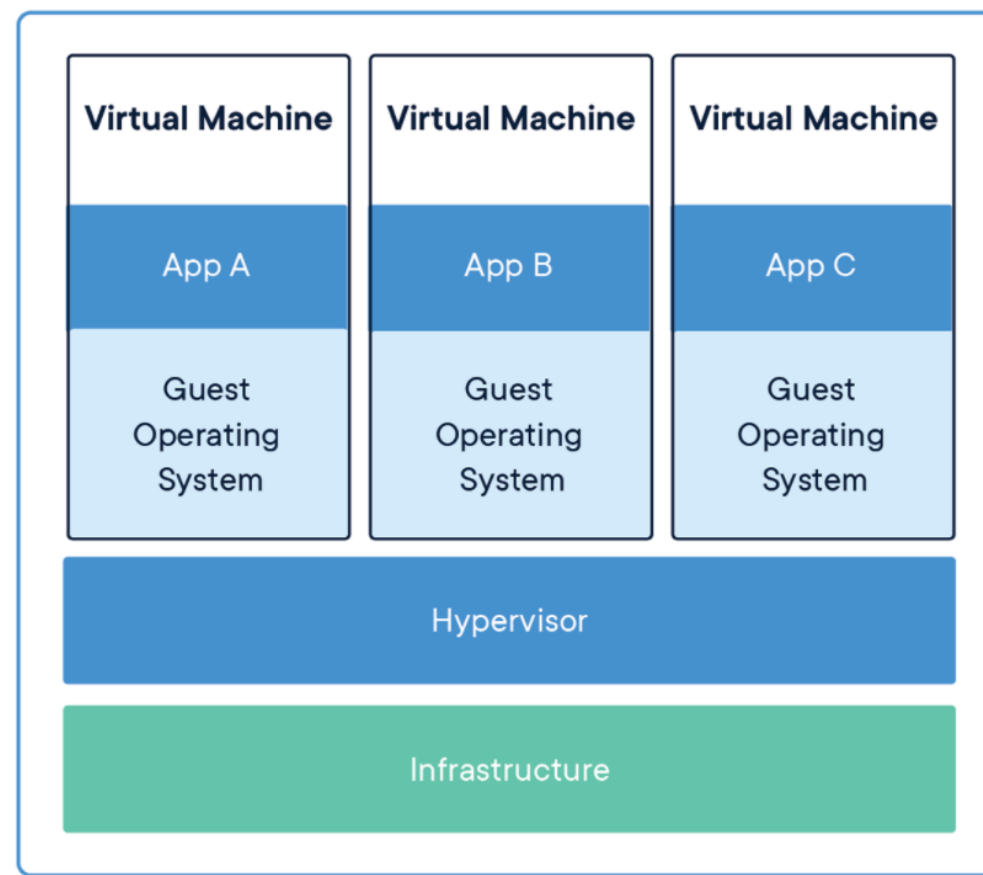 Virtual Machine
Virtual Machine
Virtual Machine
App A
App B
App C
Guest
Operating
System
Guest
Operating
System
Guest
Operating
System
Hypervisor
Infrastructure